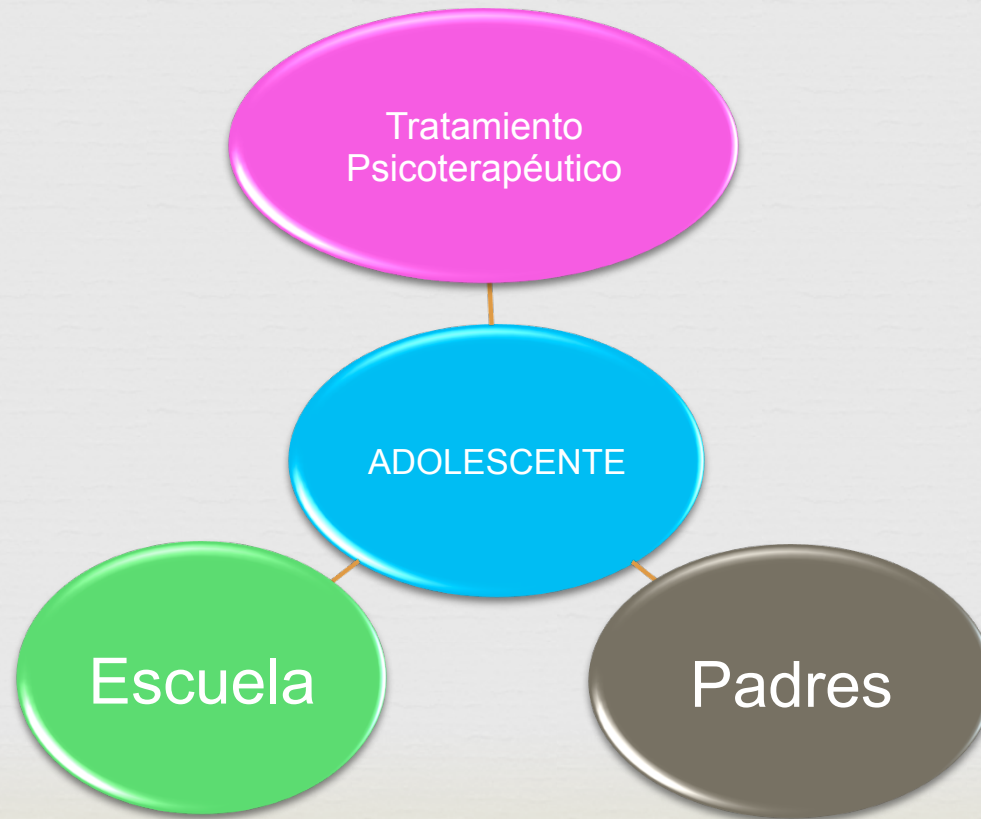 Tratamiento
Psicoterapéutico
ADOLESCENTE
Escuela
Padres